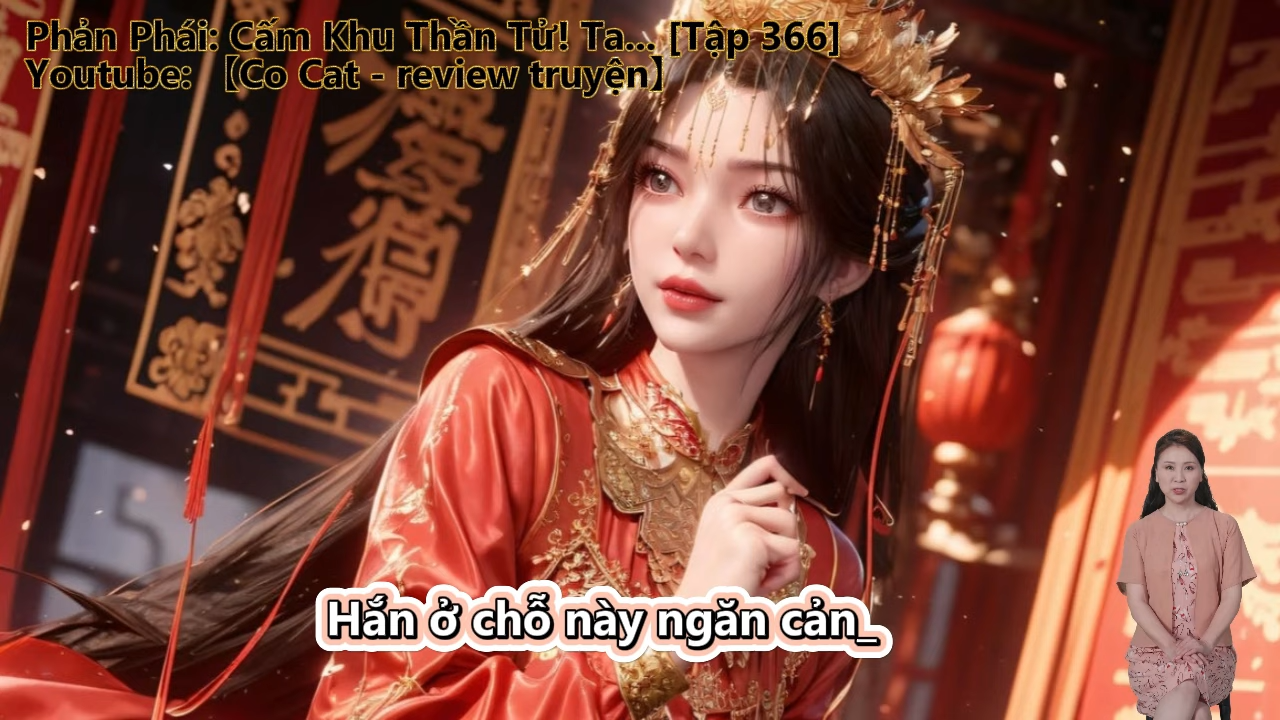 Phản Phái: Cấm Khu Thần Tử! Ta... [Tập 366]
Youtube: 【Co Cat - review truyện】
Hắn ở chỗ này ngăn cản_